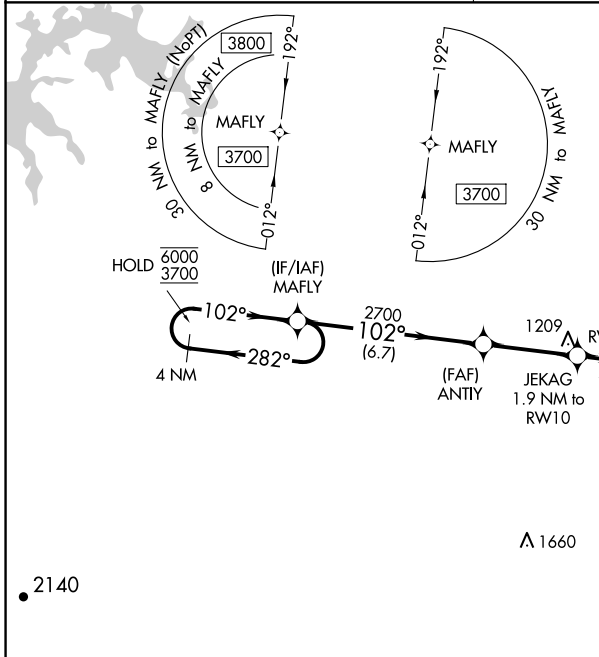 30 NM to MAFLY (NoPT)
8 NM to MAFLY
3800
192°
MAFLY
3700
012°
192°
MAFLY
3700
012°
30 NM to MAFLY
HOLD 6000
3700
(IF/IAF)
MAFLY
102°
282°
4 NM
2700
102°
(6.7)
(FAF)
ANTIY
1209
JEKAG
1.9 NM to
RW10
1660
2140